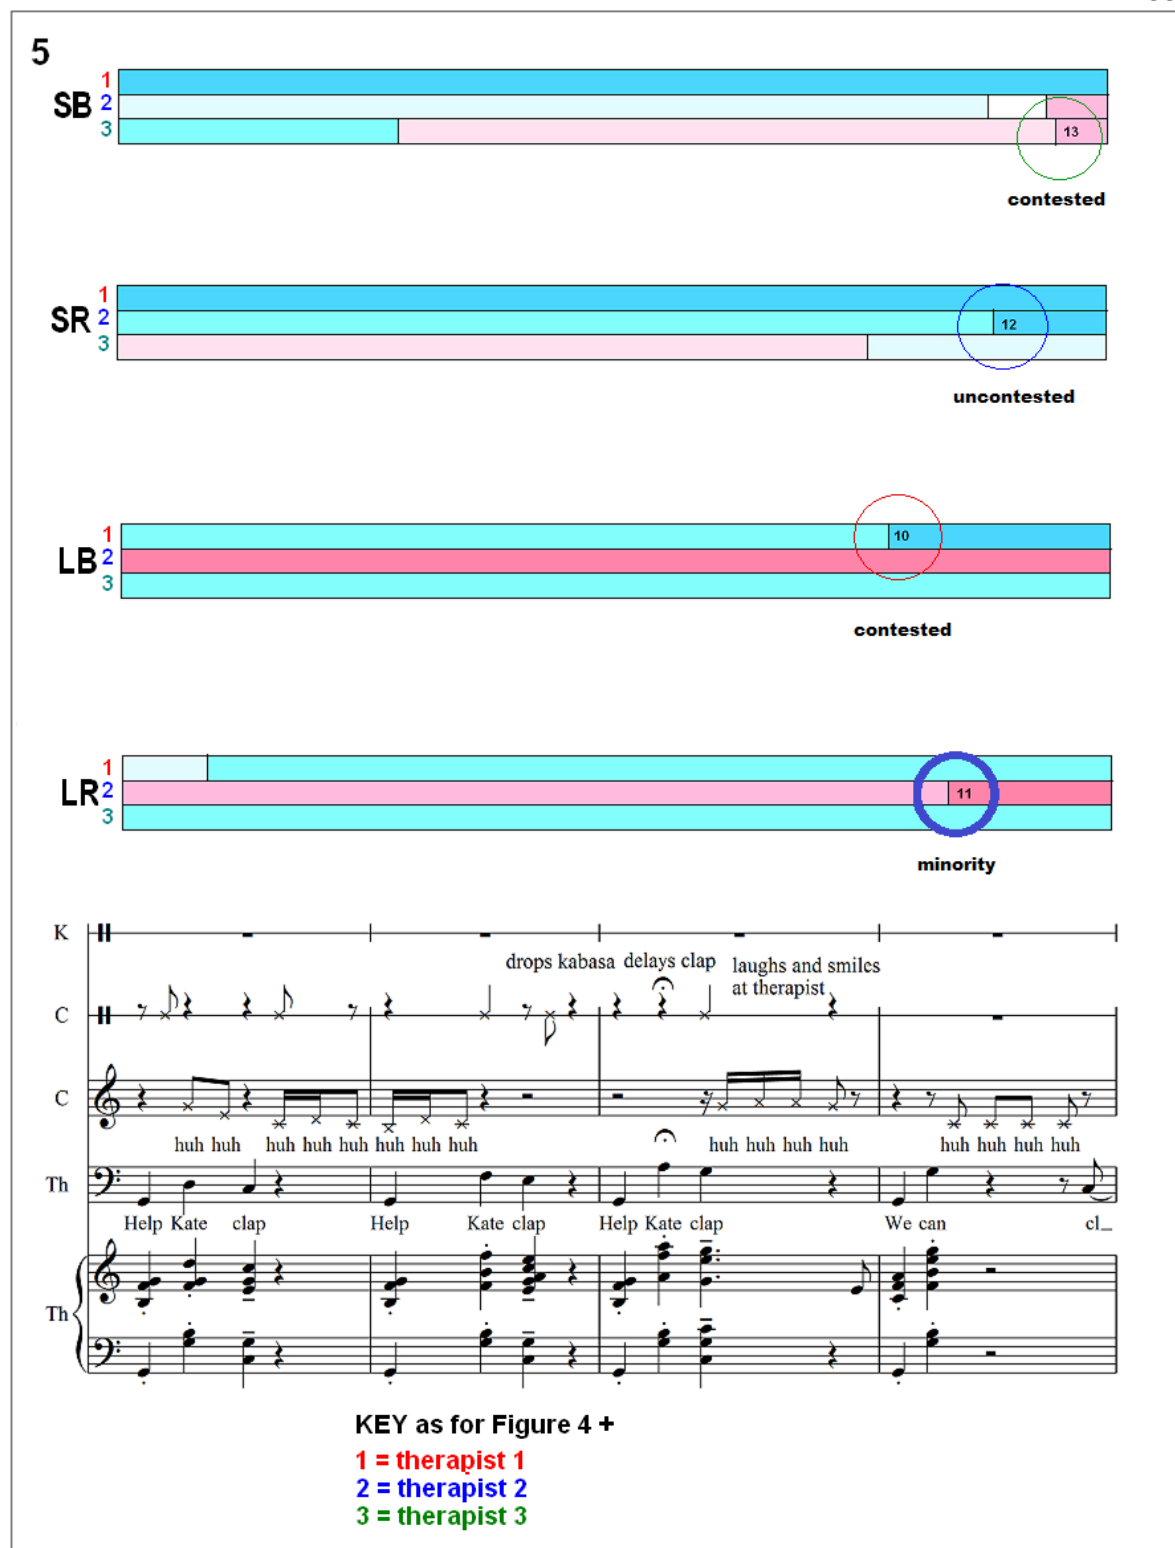 5
SB 1
2
3
13
contested
SR 1
2
3
12
uncontested
LB 1
2
3
10
contested
LR 1
2
3
11
minority
K
drops kabasa delays clap laughs and smiles
at therapist
C
C
huh huh huh huh huh huh huh huh huh huh huh huh huh huh huh huh
Th
Help Kate clap Help Kate clap Help Kate clap We can cl_
Th
KEY as for Figure 4 +
1 = therapist 1
2 = therapist 2
3 = therapist 3